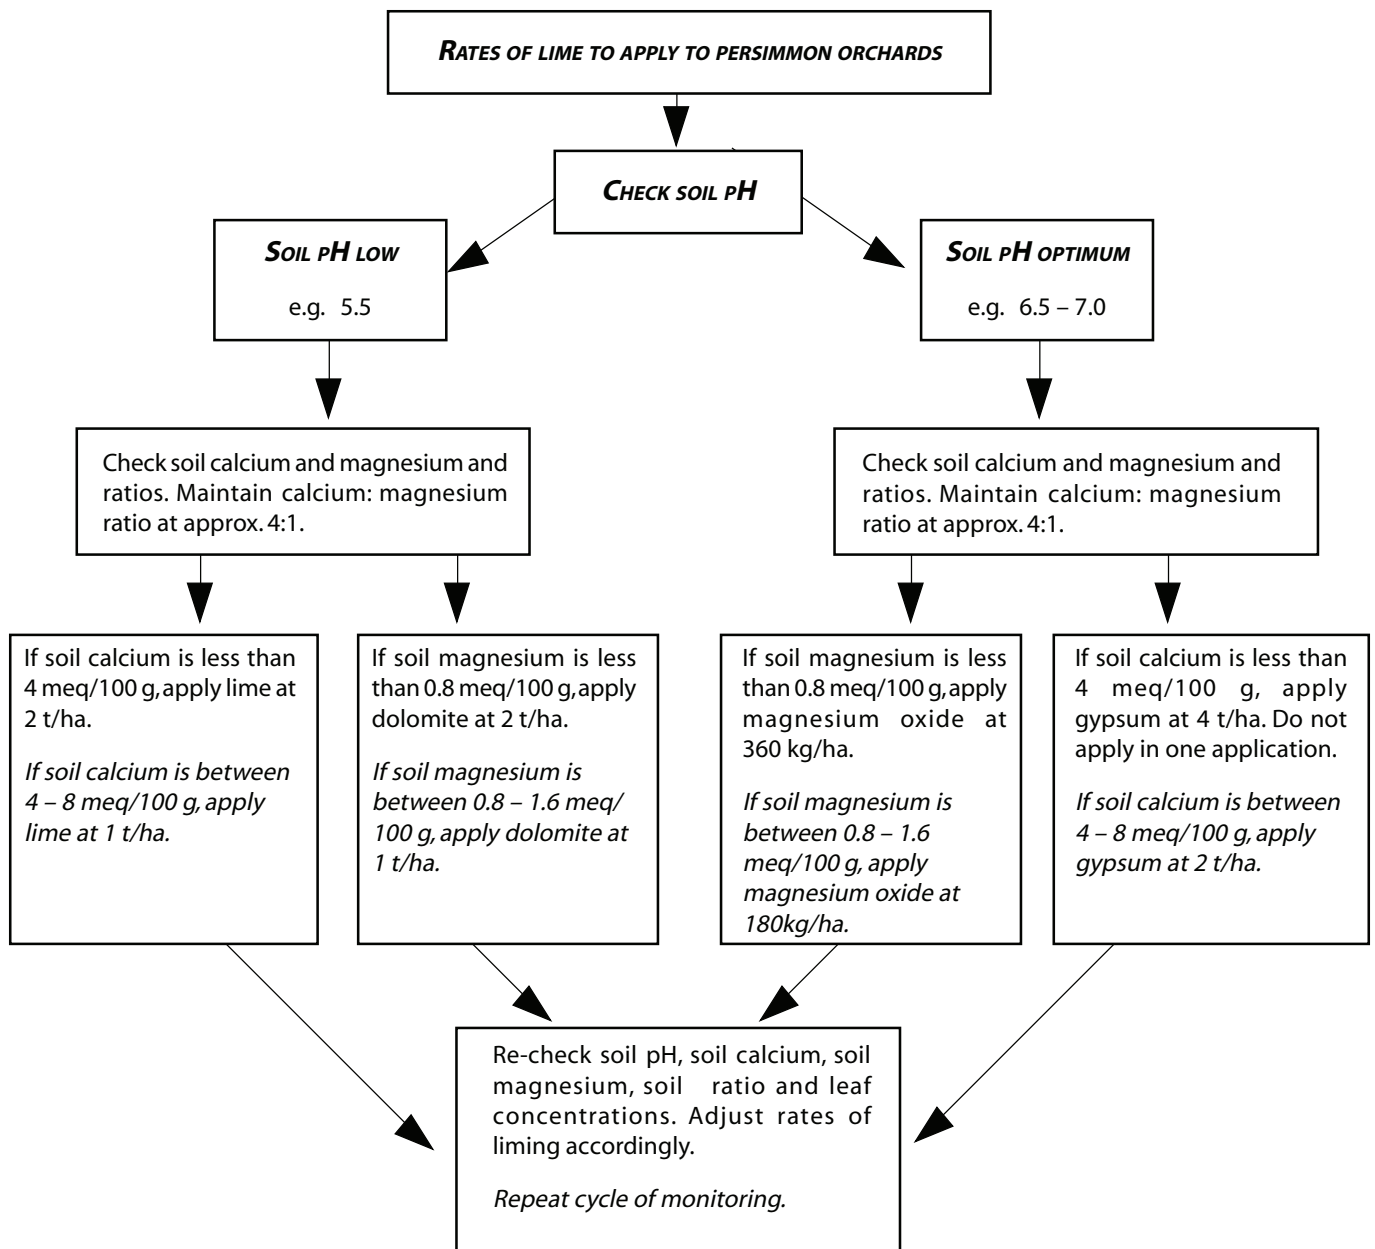 RATES OF LIME TO APPLY TO PERSIMMON ORCHARDS
CHECK SOIL PH
SOIL PH LOW
e.g. 5.5
SOIL PH OPTIMUM
e.g. 6.5 – 7.0
Check soil calcium and magnesium and
ratios. Maintain calcium: magnesium
ratio at approx. 4:1.
Check soil calcium and magnesium and
ratios. Maintain calcium: magnesium
ratio at approx. 4:1.
If soil calcium is less than
4 meq/100 g, apply lime at
2 t/ha.
If soil calcium is between
4 – 8 meq/100 g, apply
lime at 1 t/ha.
If soil magnesium is less
than 0.8 meq/100 g, apply
dolomite at 2 t/ha.
If soil magnesium is
between 0.8 – 1.6 meq/
100 g, apply dolomite at
1 t/ha.
If soil magnesium is less
than 0.8 meq/100 g, apply
magnesium oxide at
360 kg/ha.
If soil magnesium is
between 0.8 – 1.6
meq/100 g, apply
magnesium oxide at
180kg/ha.
If soil calcium is less than
4 meq/100 g, apply
gypsum at 4 t/ha. Do not
apply in one application.
If soil calcium is between
4 – 8 meq/100 g, apply
gypsum at 2 t/ha.
Re-check soil pH, soil calcium, soil
magnesium, soil ratio and leaf
concentrations. Adjust rates of
liming accordingly.
Repeat cycle of monitoring.